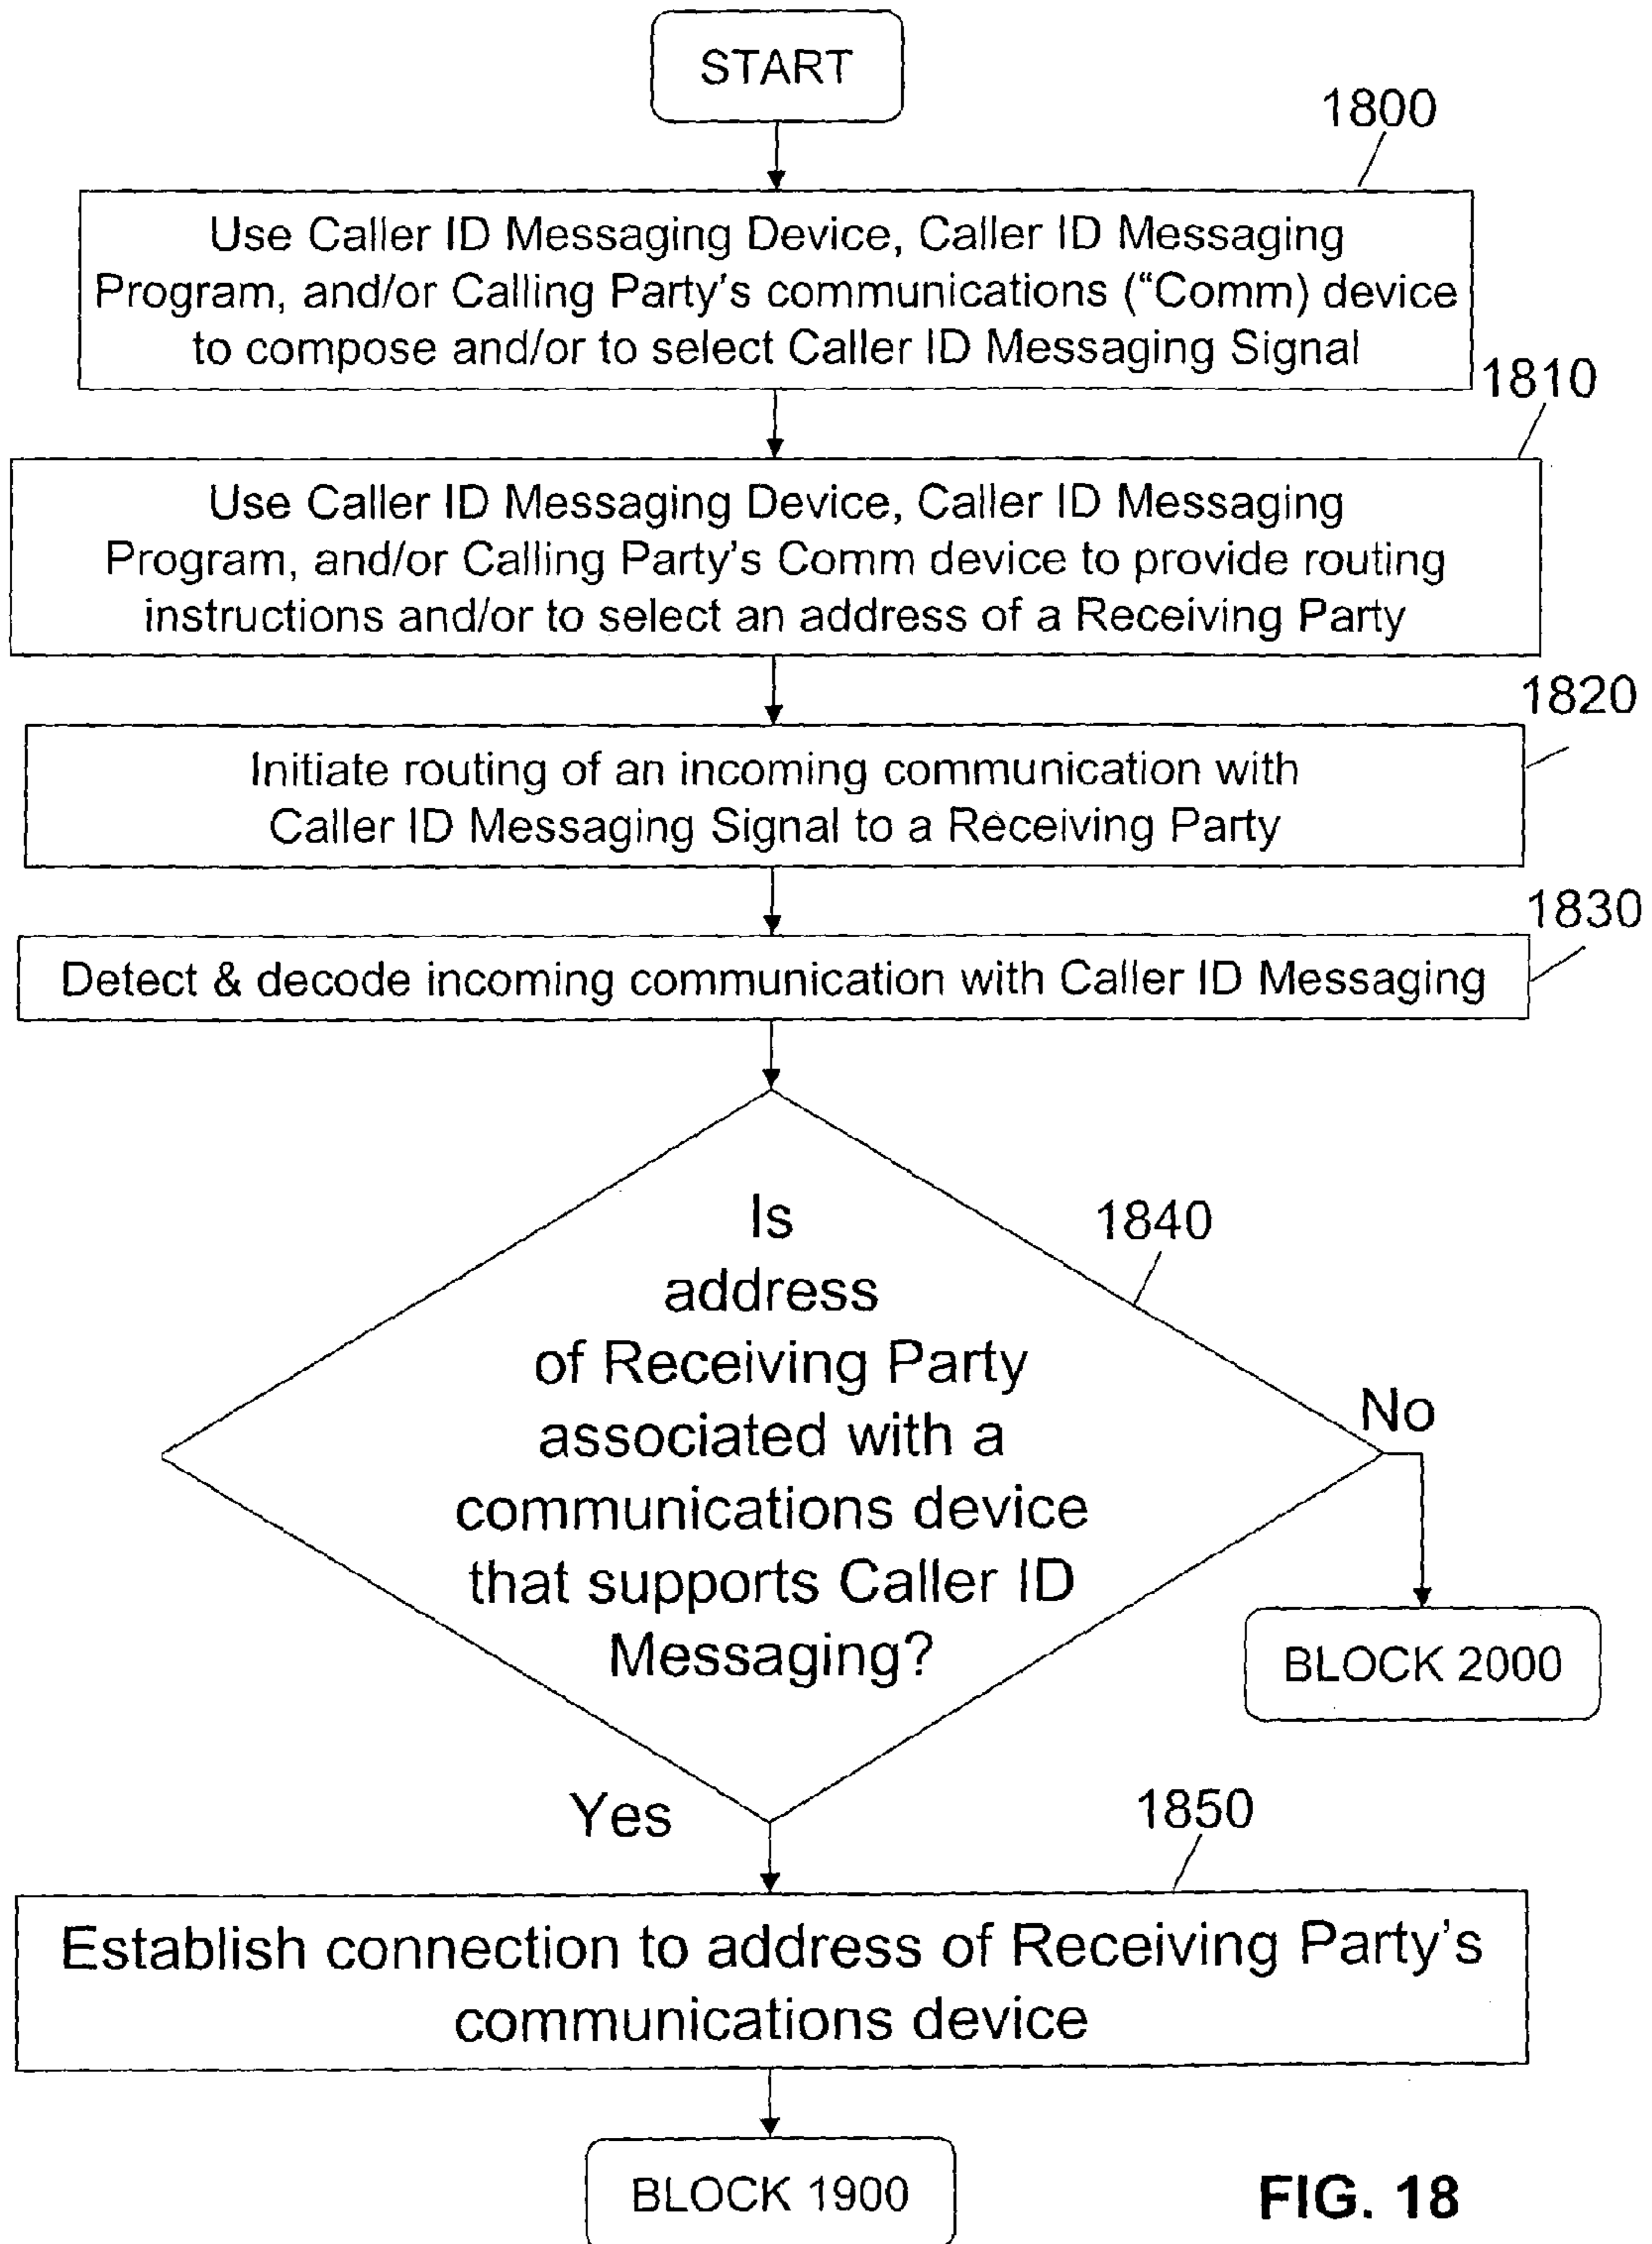 START
1800
Use Caller ID Messaging Device, Caller ID Messaging
Program, and/or Calling Party's communications (“Comm) device
to compose and/or to select Caller ID Messaging Signal
1810
Use Caller ID Messaging Device, Caller ID Messaging
Program, and/or Calling Party's Comm device to provide routing
instructions and/or to select an address of a Receiving Party
1820
Initiate routing of an incoming communication with
Caller ID Messaging Signal to a Receiving Party
1830
Detect & decode incoming communication with Caller ID Messaging
1840
Is
address
of Receiving Party
associated with a
communications device
that supports Caller ID
Messaging?
No
BLOCK 2000
Yes
1850
Establish connection to address of Receiving Party's
communications device
BLOCK 1900
FIG. 18